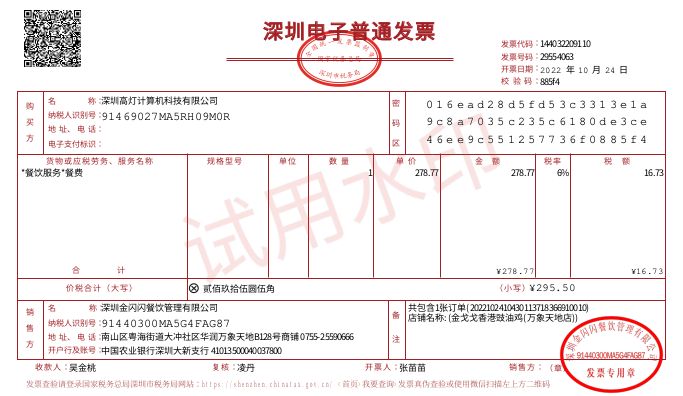 深圳电子普通发票
全国统一发票监制章
国家税务总局
深圳市税务局
发票代码：144032209110
发票号码：29554063
开票日期：2022 年 10 月 24 日
校 验 码：885f4
购买方
名 称：深圳高灯计算机科技有限公司
纳税人识别号：91469027MA5RH09M0R
地 址、电 话：
电子支付标识：
密码区
016ead28d5fd53c3313e1a
9c8a7035c235c6180de3ce
46ee9c551257736f0885f4
货物或应税劳务、服务名称 规格型号 单位 数 量 单 价 金 额 税率 税 额
*餐饮服务*餐费 1 278.77 278.77 6% 16.73
试用水印
合 计 ¥278.77 ¥16.73
价税合计（大写） ⊗ 贰佰玖拾伍圆伍角 （小写）¥295.50
销售方
名 称：深圳金闪闪餐饮管理有限公司
纳税人识别号：91440300MA5G4FAG87
地 址、电 话：南山区粤海街道大冲社区华润万象天地B128号商铺 0755-25590666
开户行及账号：中国农业银行深圳大新支行 41013500040037800
备注
共包含1张订单( 2022102410430113718366910010)
店铺名称: (金戈戈香港豉油鸡(万象天地店))
深圳金闪闪餐饮管理有限公司
91440300MA5G4FAG87
发票专用章
收款人：吴金桃 复核：凌丹 开票人：张苗苗 销售方：（章）
发票查验请登录国家税务总局深圳市税务局网站：https://shenzhen.chinatax.gov.cn/《首页》我要查询》发票真伪查验或使用微信扫描左上方二维码